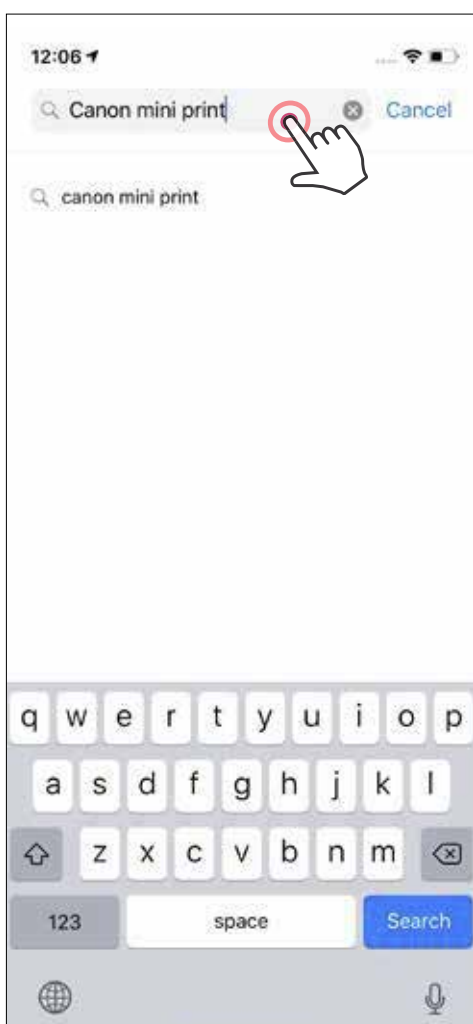 12:06
Canon mini print Cancel
canon mini print
q w e r t y u i o p
a s d f g h j k l
z x c v b n m
123 space Search